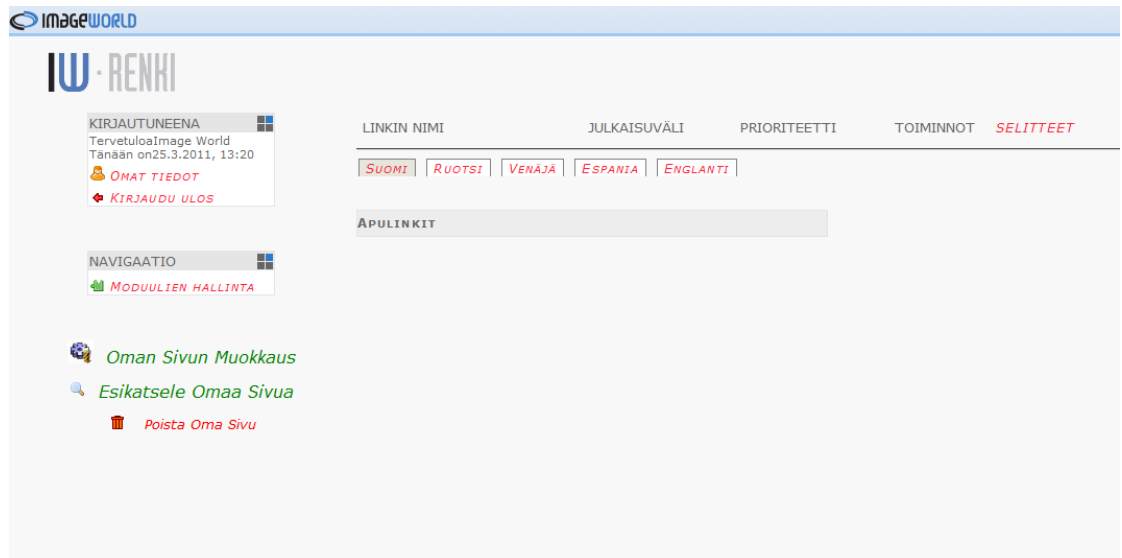 IMAGEWORLD
IW · RENKI
KIRJAUTUNEENA
TervetuloaImage World
Tänään on25.3.2011, 13:20
OMAT TIEDOT
KIRJAUDU ULOS
NAVIGAATIO
MODUULIEN HALLINTA
Oman Sivun Muokkaus
Esikatsele Omaa Sivua
Poista Oma Sivu
LINKIN NIMI JULKAISUVÄLI PRIORITEETTI TOIMINNOT SELITTEET
SUOMI RUOTSI VENÄJÄ ESPANIA ENGLANTI
APULINKIT